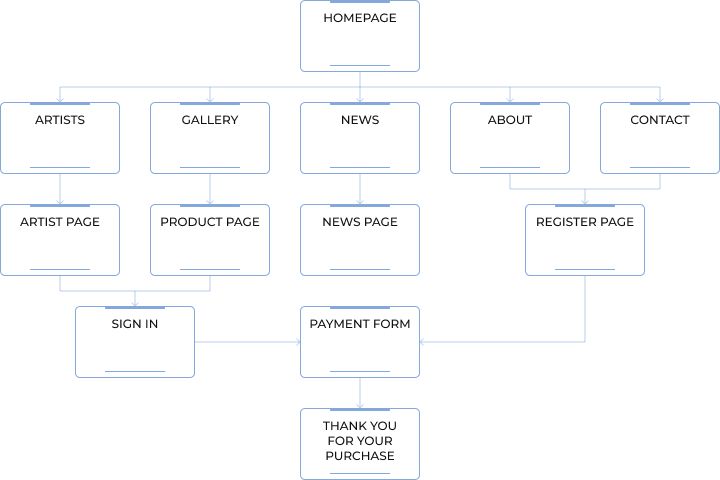 HOMEPAGE
ARTISTS
GALLERY
NEWS
ABOUT
CONTACT
ARTIST PAGE
PRODUCT PAGE
NEWS PAGE
REGISTER PAGE
SIGN IN
PAYMENT FORM
THANK YOU
FOR YOUR
PURCHASE